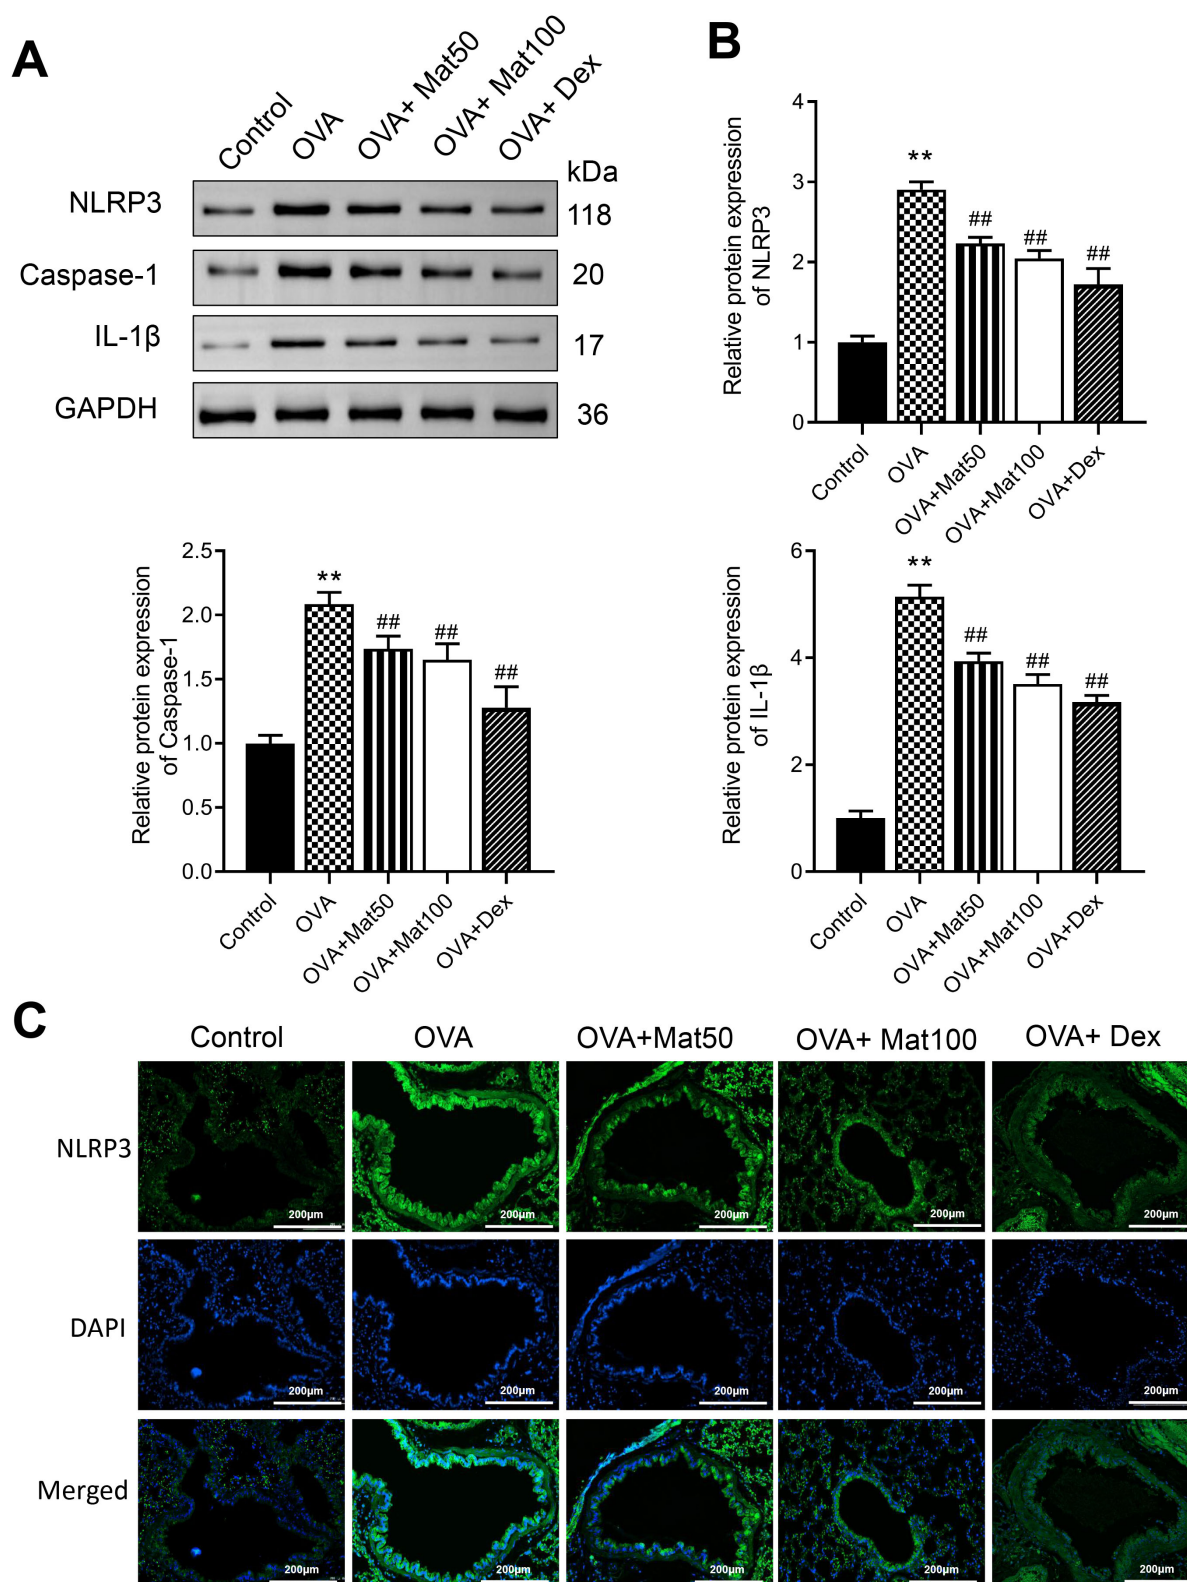 A
Control
OVA
OVA+ Mat50
OVA+ Mat100
OVA+ Dex
kDa
NLRP3
118
Caspase-1
20
IL-1β
17
GAPDH
36
B
Relative protein expression
of NLRP3
4
3
2
1
0
**
##
##
##
Control
OVA
OVA+Mat50
OVA+Mat100
OVA+Dex
Relative protein expression
of Caspase-1
2.5
2.0
1.5
1.0
0.5
0.0
**
##
##
##
Control
OVA
OVA+Mat50
OVA+Mat100
OVA+Dex
Relative protein expression
of IL-1β
6
4
2
0
**
##
##
##
Control
OVA
OVA+Mat50
OVA+Mat100
OVA+Dex
C
Control
OVA
OVA+Mat50
OVA+ Mat100
OVA+ Dex
NLRP3
200μm
200μm
200μm
200μm
200μm
DAPI
200μm
200μm
200μm
200μm
200μm
Merged
200μm
200μm
200μm
200μm
200μm